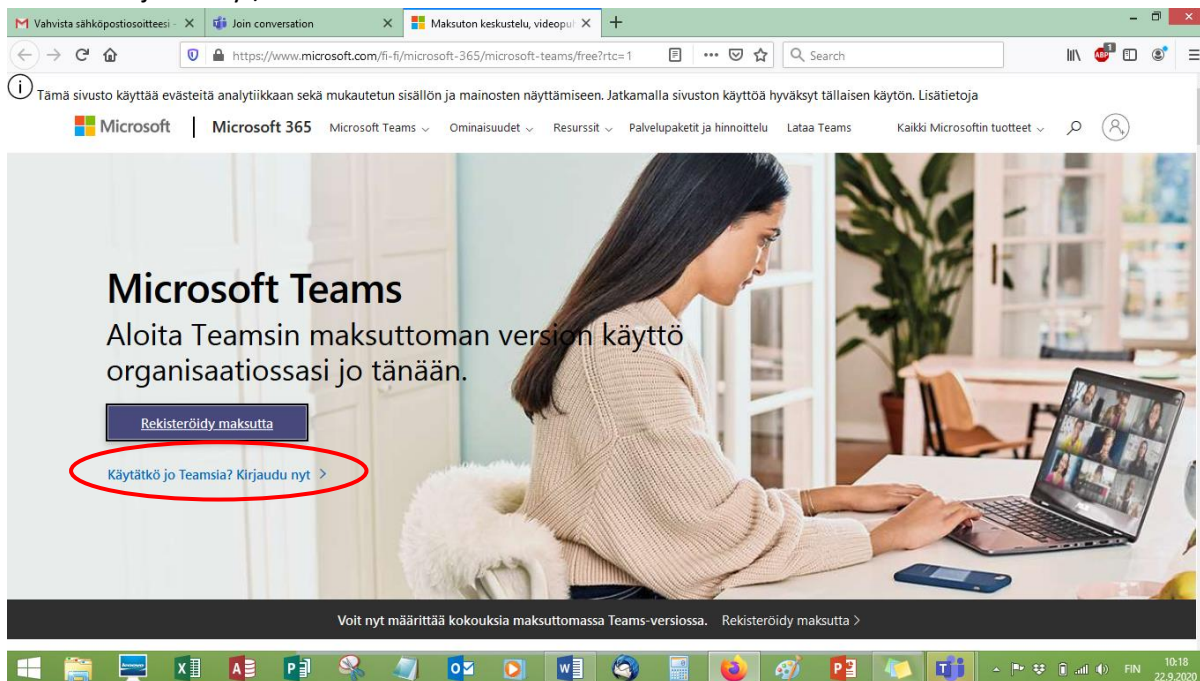 Vahvista sähköpostiosoitteesi -
Join conversation
Maksuton keskustelu, videopuh
https://www.microsoft.com/fi-fi/microsoft-365/microsoft-teams/free?rtc=1
Search
ABP
1
Tämä sivusto käyttää evästeitä analytiikkaan sekä mukautetun sisällön ja mainosten näyttämiseen. Jatkamalla sivuston käyttöä hyväksyt tällaisen käytön. Lisätietoja
Microsoft
Microsoft 365
Microsoft Teams
Ominaisuudet
Resurssit
Palvelupaketit ja hinnoittelu
Lataa Teams
Kaikki Microsoftin tuotteet
Microsoft Teams
Aloita Teamsin maksuttoman version käyttö
organisaatiossasi jo tänään.
Rekisteröidy maksutta
Käytätkö jo Teamsia? Kirjaudu nyt >
Voit nyt määrittää kokouksia maksuttomassa Teams-versiossa. Rekisteröidy maksutta >
FIN
10:18
22.9.2020